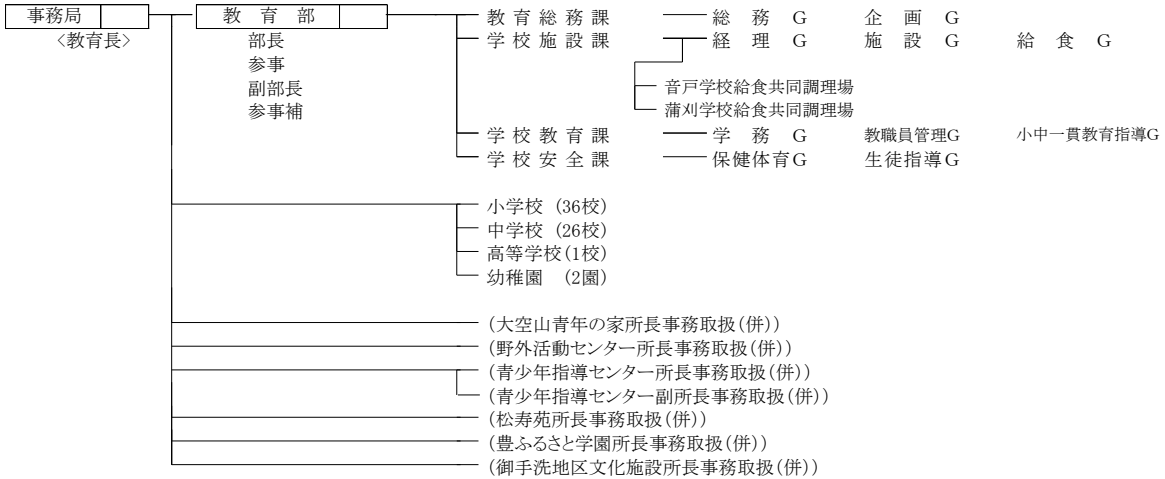 事務局 教 育 部 教 育 総 務 課 総 務 G 企 画 G
<教育長> 部長 学 校 施 設 課 経 理 G 施 設 G 給 食 G
参事
音戸学校給食共同調理場
副部長
蒲刈学校給食共同調理場
参事補
学 校 教 育 課 学 務 G 教職員管理G 小中一貫教育指導G
学 校 安 全 課 保健体育G 生徒指導G
小学校 (36校)
中学校 (26校)
高等学校(1校)
幼稚園 (2園)
(大空山青年の家所長事務取扱(併))
(野外活動センター所長事務取扱(併))
(青少年指導センター所長事務取扱(併))
(青少年指導センター副所長事務取扱(併))
(松寿苑所長事務取扱(併))
(豊ふるさと学園所長事務取扱(併))
(御手洗地区文化施設所長事務取扱(併))